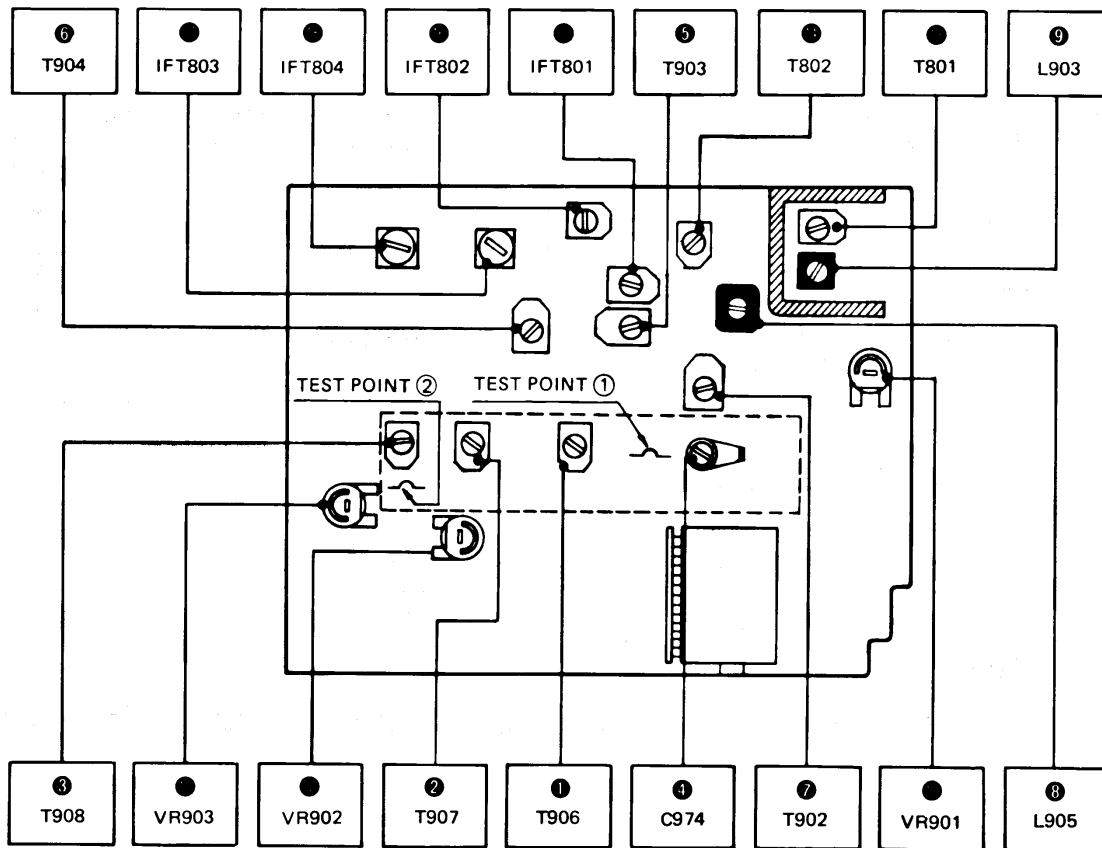 6
T904
IFT803
IFT804
IFT802
IFT801
5
T903
T802
T801
9
L903
TEST POINT ②
TEST POINT ①
3
T908
VR903
VR902
2
T907
1
T906
4
C974
7
T902
VR901
8
L905